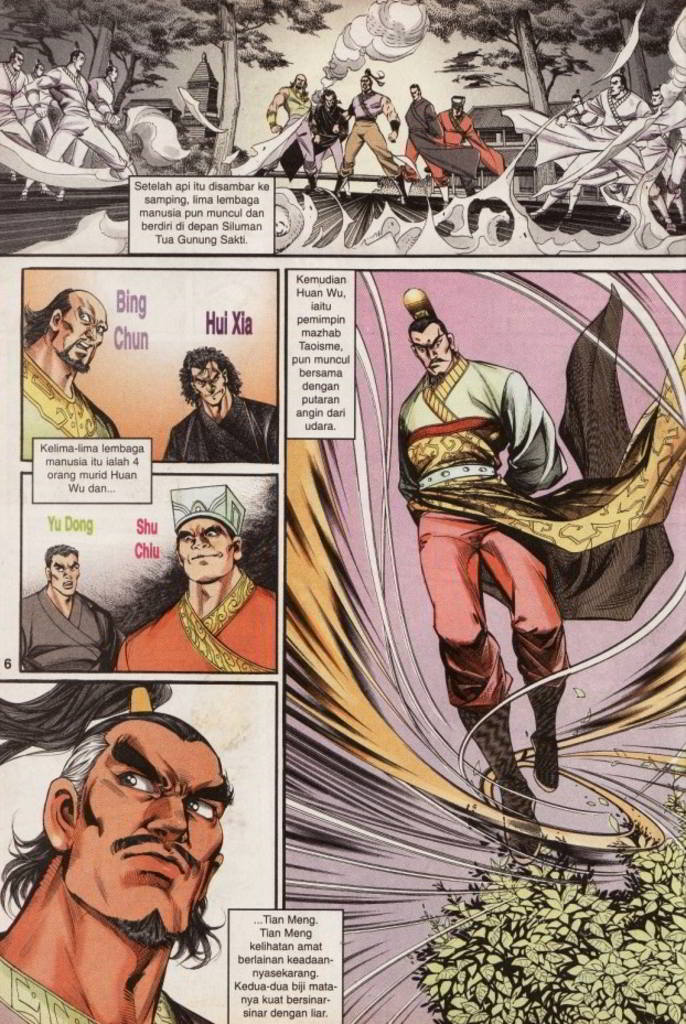 Setelah api itu disambar ke
samping, lima lembaga
manusia pun muncul dan
berdiri di depan Siluman
Tua Gunung Sakti.
Bing
Chun
Hui Xia
Kelima-lima lembaga
manusia itu ialah 4
orang murid Huan
Wu dan...
Yu Dong
Shu
Chiu
Kemudian
Huan Wu,
iaitu
pemimpin
mazhab
Taoisme,
pun muncul
bersama
dengan
putaran
angin dari
udara.
...Tian Meng.
Tian Meng
kelihatan amat
berlainan keadaan-
nyasekarang.
Kedua-dua biji mata-
nya kuat bersinar-
sinar dengan liar.
6